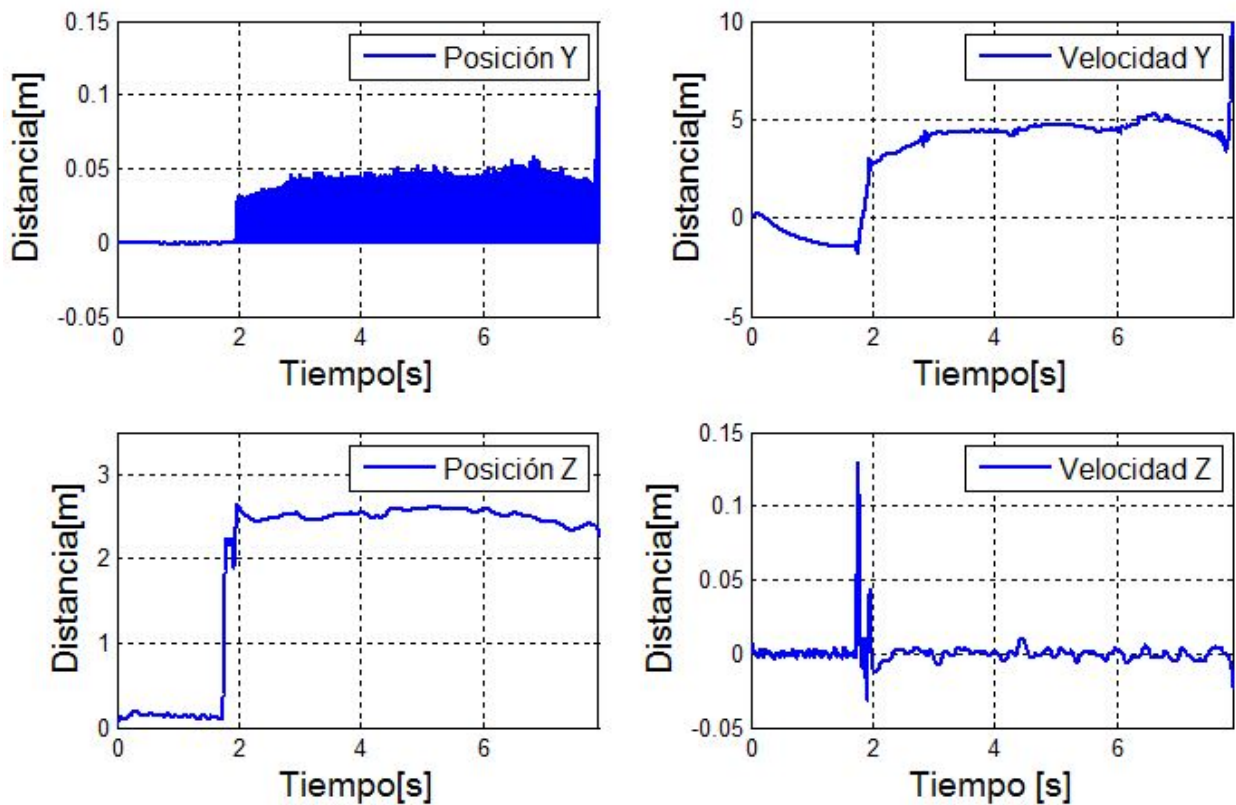 0.15
0.1
0.05
0
-0.05
Distancia[m]
Posición Y
0
2
4
6
Tiempo[s]
10
5
0
-5
Distancia[m]
Velocidad Y
0
2
4
6
Tiempo[s]
3
2
1
0
Distancia[m]
Posición Z
0
2
4
6
Tiempo[s]
0.15
0.1
0.05
0
-0.05
Distancia[m]
Velocidad Z
0
2
4
6
Tiempo [s]